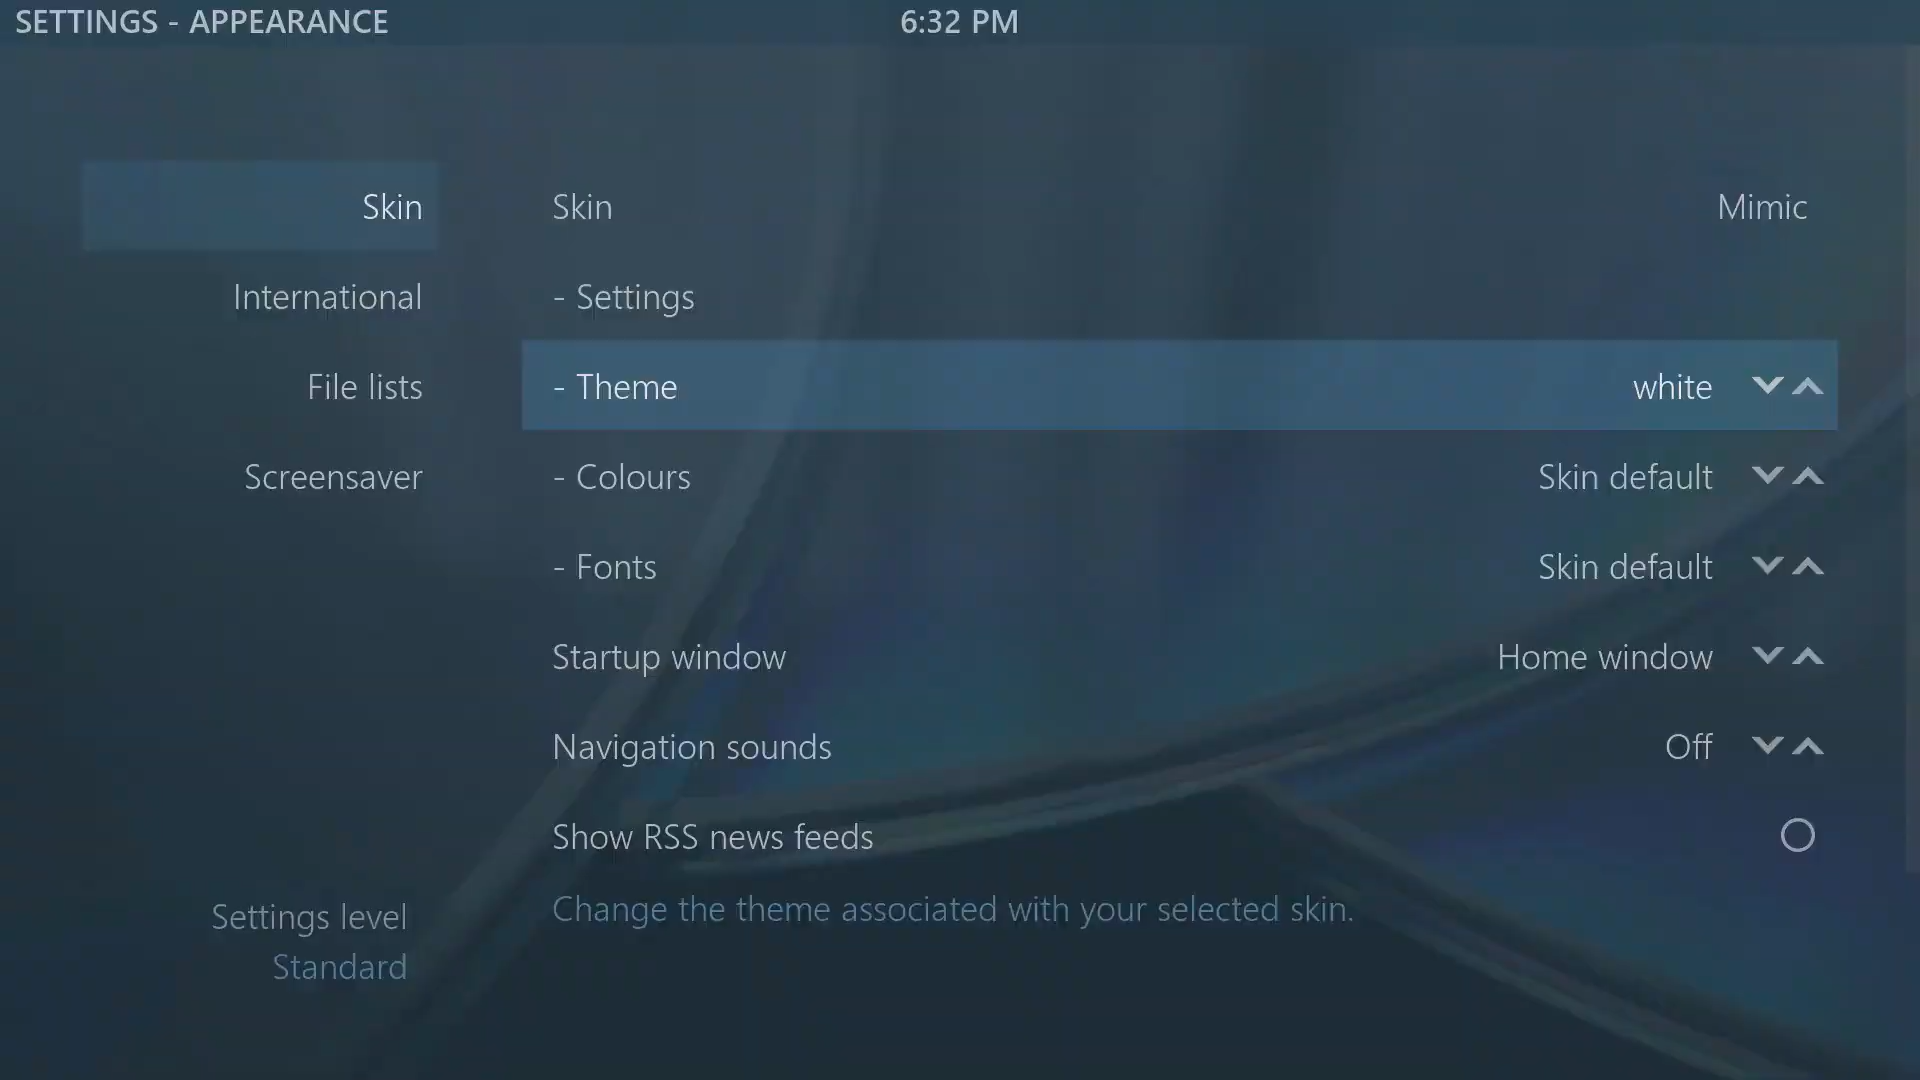 SETTINGS - APPEARANCE
6:32 PM
Skin
International
File lists
Screensaver
Skin Mimic
- Settings
- Theme white
- Colours Skin default
- Fonts Skin default
Startup window Home window
Navigation sounds Off
Show RSS news feeds
Settings level
Standard
Change the theme associated with your selected skin.